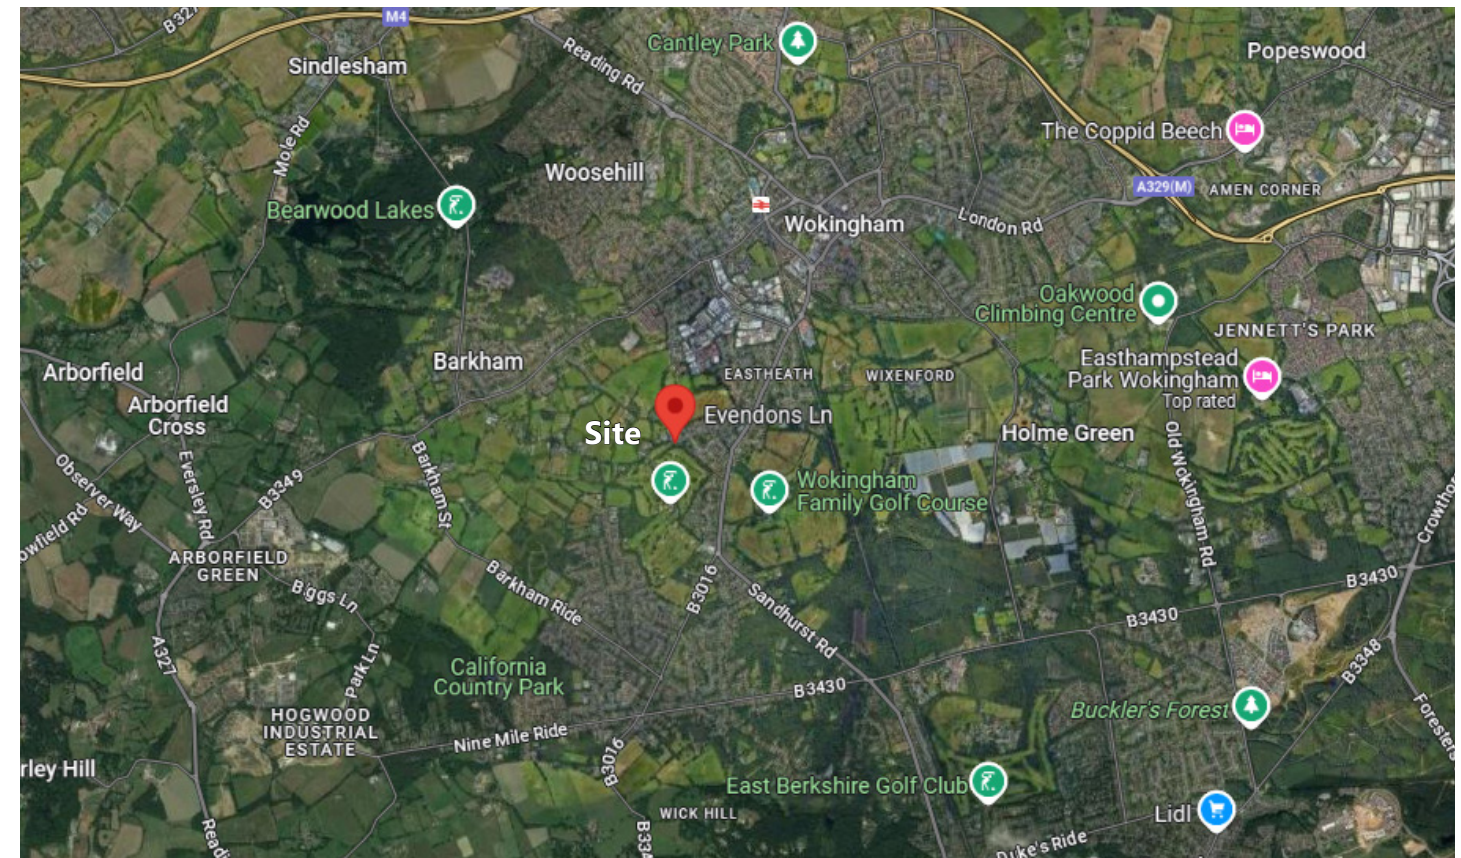 B327
M4
Cantley Park
Popeswood
Sindlesham
Reading Rd
The Coppid Beech
Mole Rd
Woosehill
A329(M)
AMEN CORNER
Bearwood Lakes
Wokingham
London Rd
Oakwood
Climbing Centre
JENNETT'S PARK
Barkham
Arborfield
EASTHEATH
WIXENFORD
Easthampstead
Park Wokingham
Top rated
Arborfield
Cross
Evendons Ln
Site
Holme Green
Observer Way
Eversley Rd
B3349
Barkham St
Wokingham
Family Golf Course
Old Wokingham Rd
ARBORFIELD
GREEN
Biggs Ln
Barkham Ride
B3016
Sandhurst Rd
B3430
B3430
A327
Park Ln
California
Country Park
B3430
B3348
HOGWOOD
INDUSTRIAL
ESTATE
Nine Mile Ride
Buckler's Forest
B3016
East Berkshire Golf Club
WICK HILL
Lidl
Duke's Ride